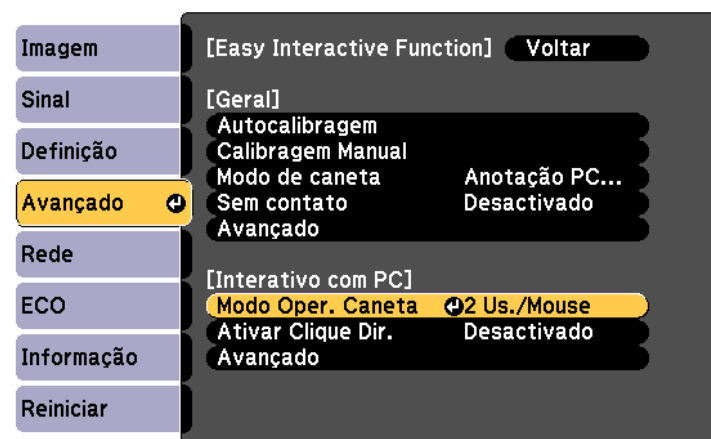 Imagem
Sinal
Definição
Avançado
Rede
ECO
Informação
Reiniciar
[Easy Interactive Function] Voltar
[Geral]
Autocalibragem
Calibragem Manual
Modo de caneta Anotação PC...
Sem contato Desactivado
Avançado
[Interativo com PC]
Modo Oper. Caneta 2 Us./Mouse
Ativar Clique Dir. Desactivado
Avançado